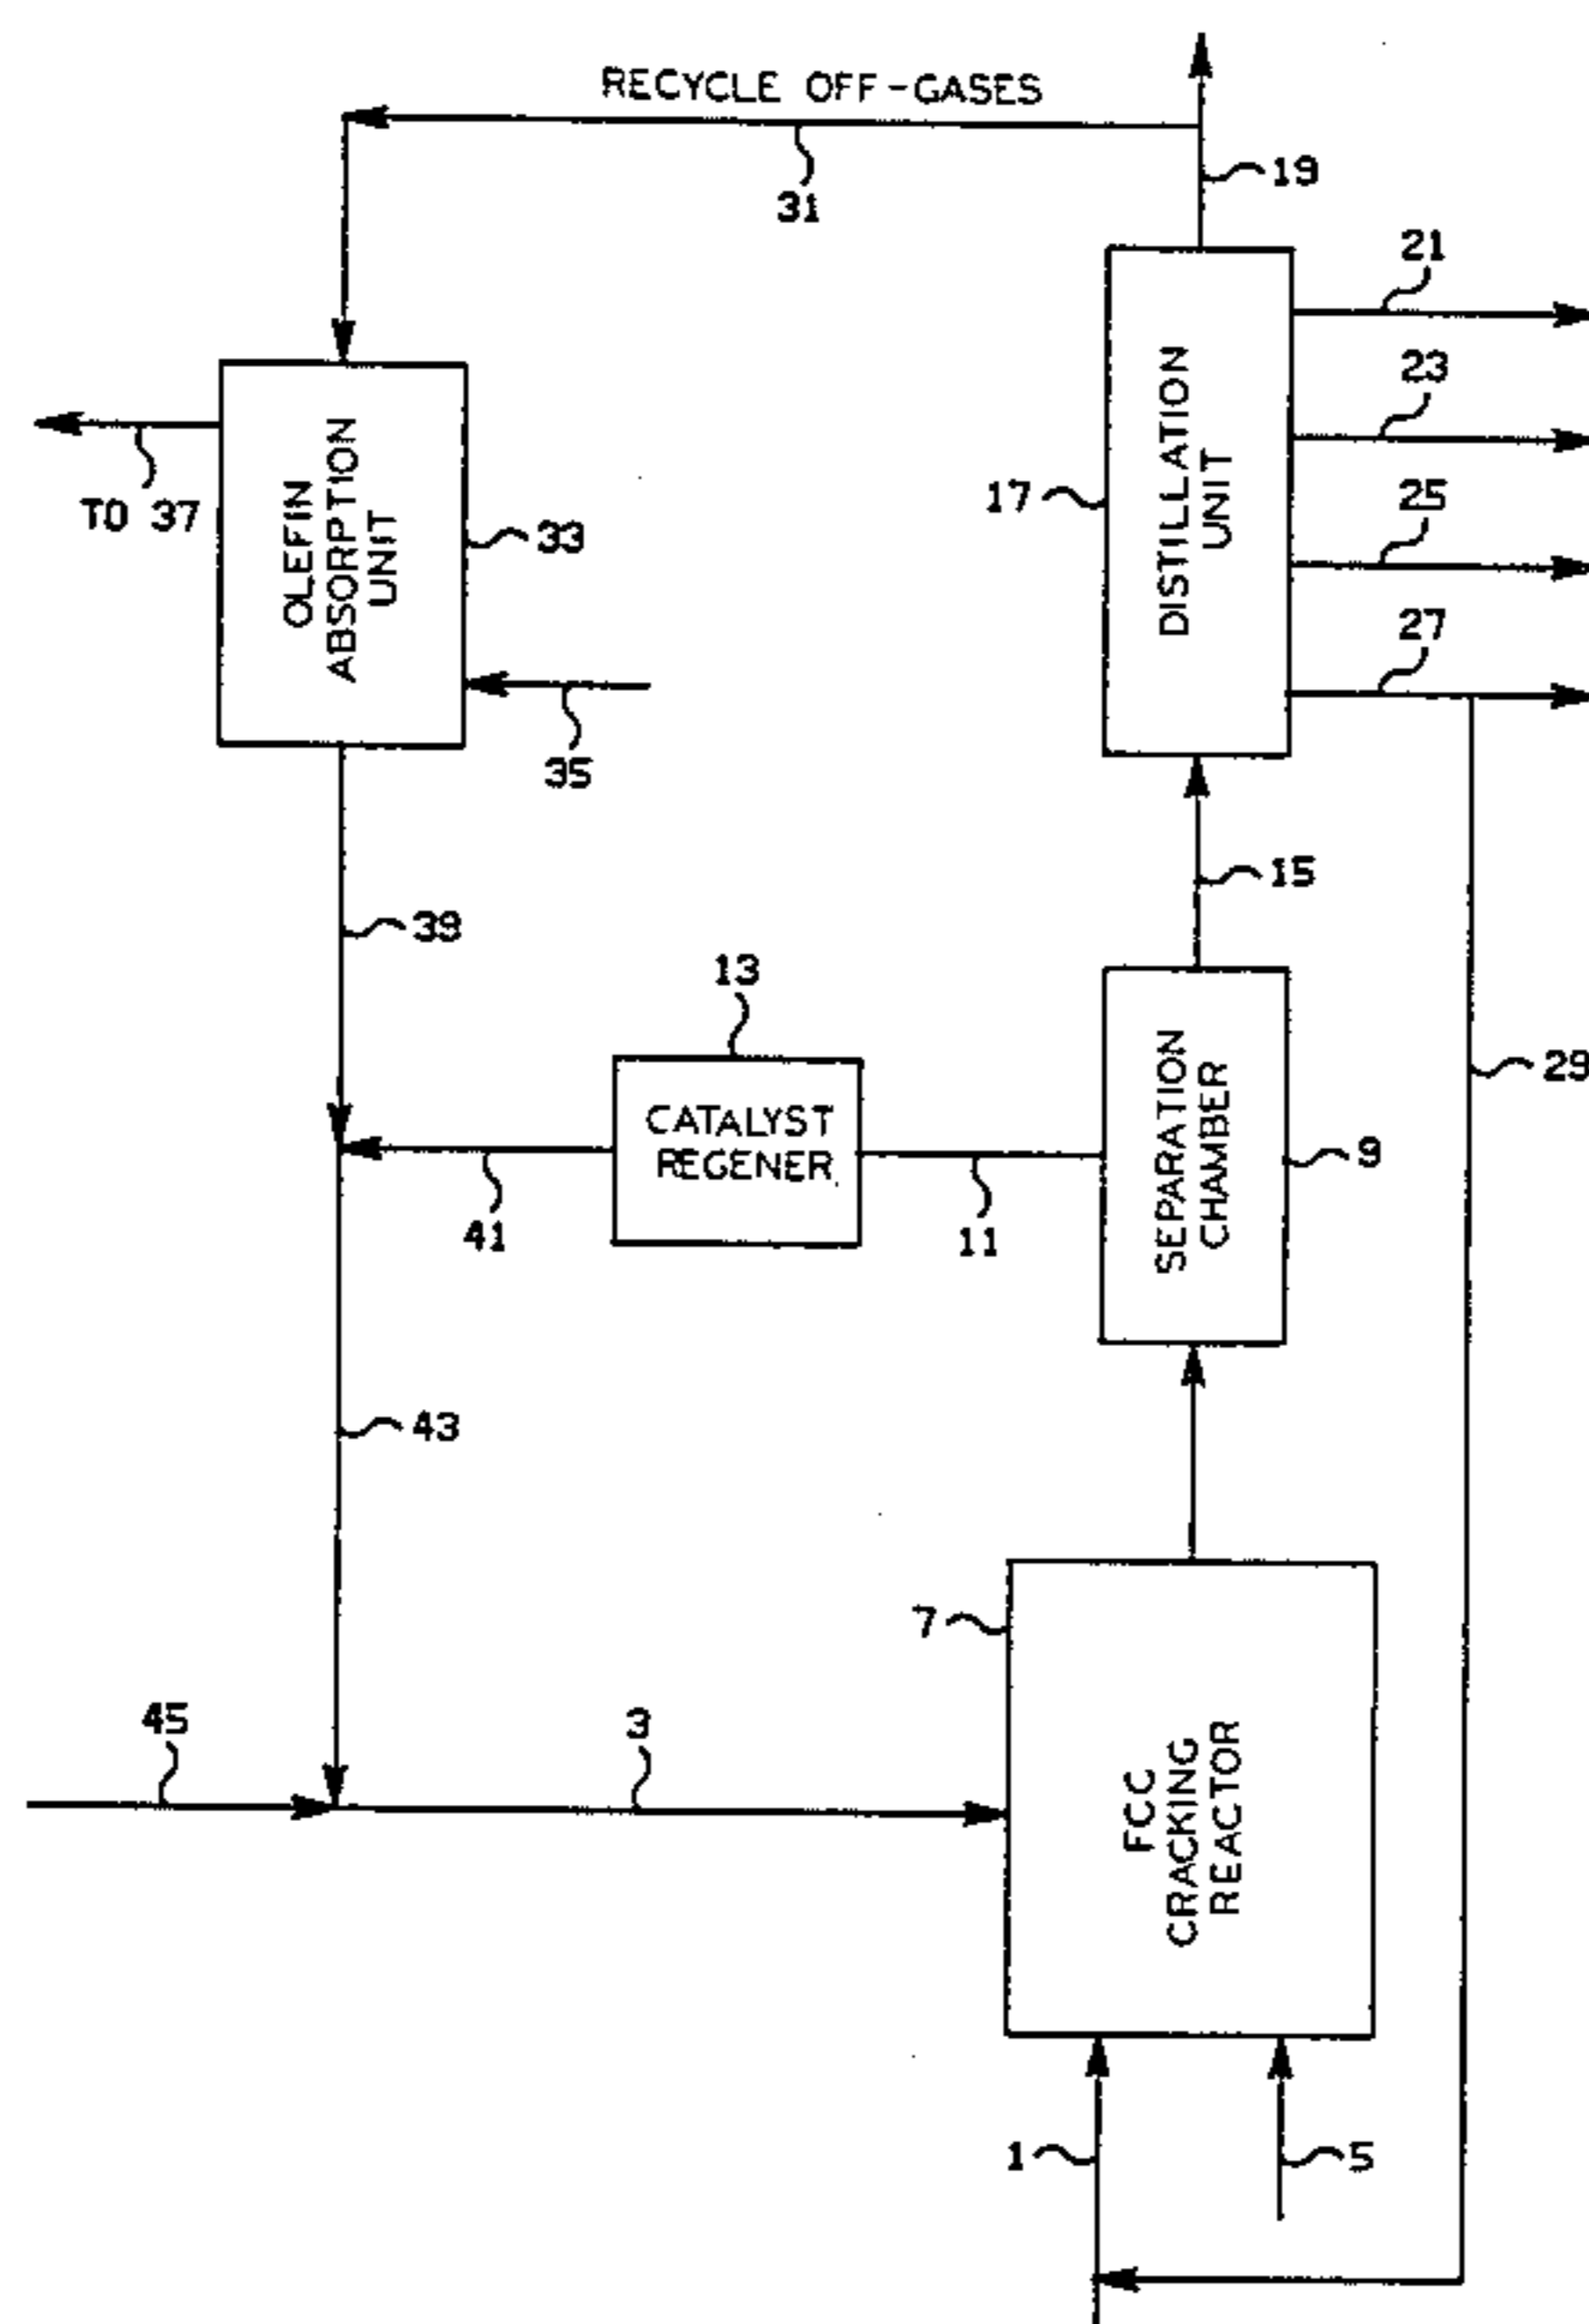 RECYCLE OFF-GASES
31
19
21
23
25
27
17
DISTILLATION
UNIT
OLEFIN
ABSORPTION
UNIT
TO 37
33
35
15
39
13
CATALYST
REGENER.
41
11
SEPARATION
CHAMBER
9
29
43
7
45
3
FCC
CRACKING
REACTOR
1
5